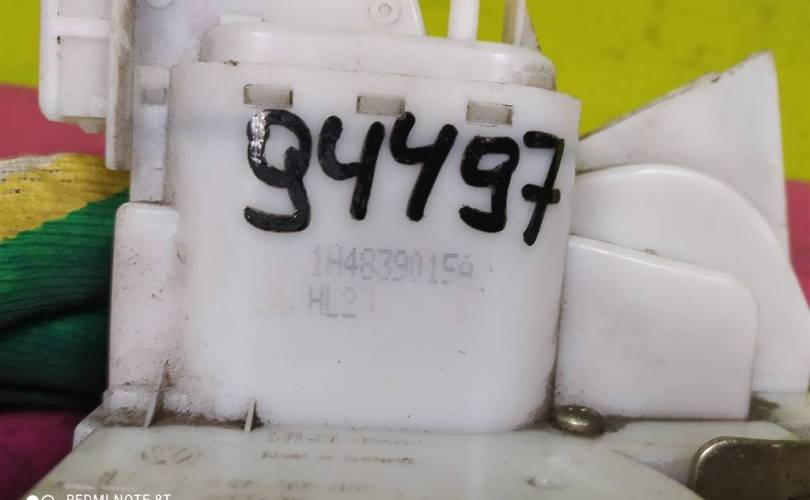 94497
1H4839015A
HL2
REDMI NOTE 8T